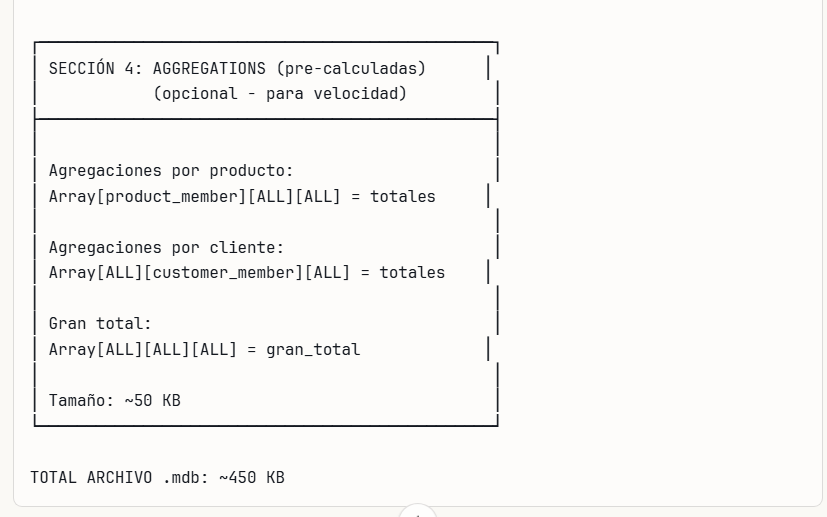 SECCIÓN 4: AGGREGATIONS (pre-calculadas)
(opcional - para velocidad)
Agregaciones por producto:
Array[product_member][ALL][ALL] = totales
Agregaciones por cliente:
Array[ALL][customer_member][ALL] = totales
Gran total:
Array[ALL][ALL][ALL] = gran_total
Tamaño: ~50 KB
TOTAL ARCHIVO .mdb: ~450 KB